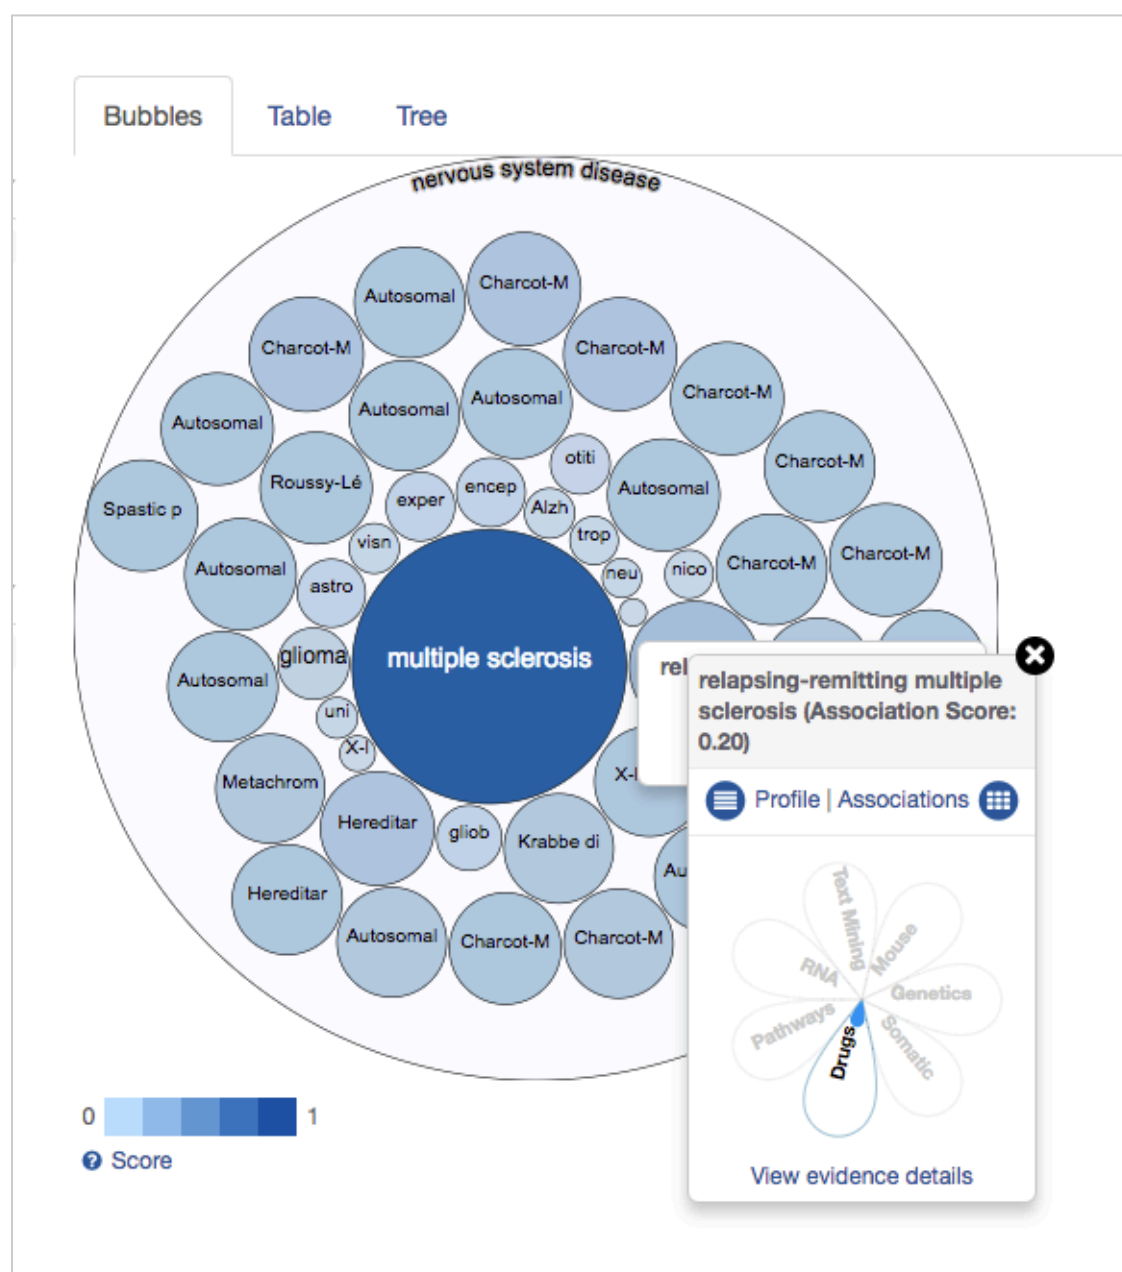 Bubbles Table Tree
nervous system disease
Charcot-M
Autosomal
Charcot-M
Charcot-M
Charcot-M
Autosomal
Autosomal
Autosomal
Charcot-M
otiti
Roussy-Lé
Autosomal
encep
exper
Alzh
Spastic p
trop
visn
Charcot-M
Charcot-M
Autosomal
nico
neu
astro
glioma
multiple sclerosis
rel
Autosomal
uni
X-l
X-l
Metachrom
Hereditar
gliob
Krabbe di
Au
Hereditar
Autosomal
Charcot-M
Charcot-M
relapsing-remitting multiple
sclerosis (Association Score:
0.20)
Profile | Associations
Text Mining
Mouse
RNA
Genetics
Pathways
Somatic
Drugs
View evidence details
0 1
? Score